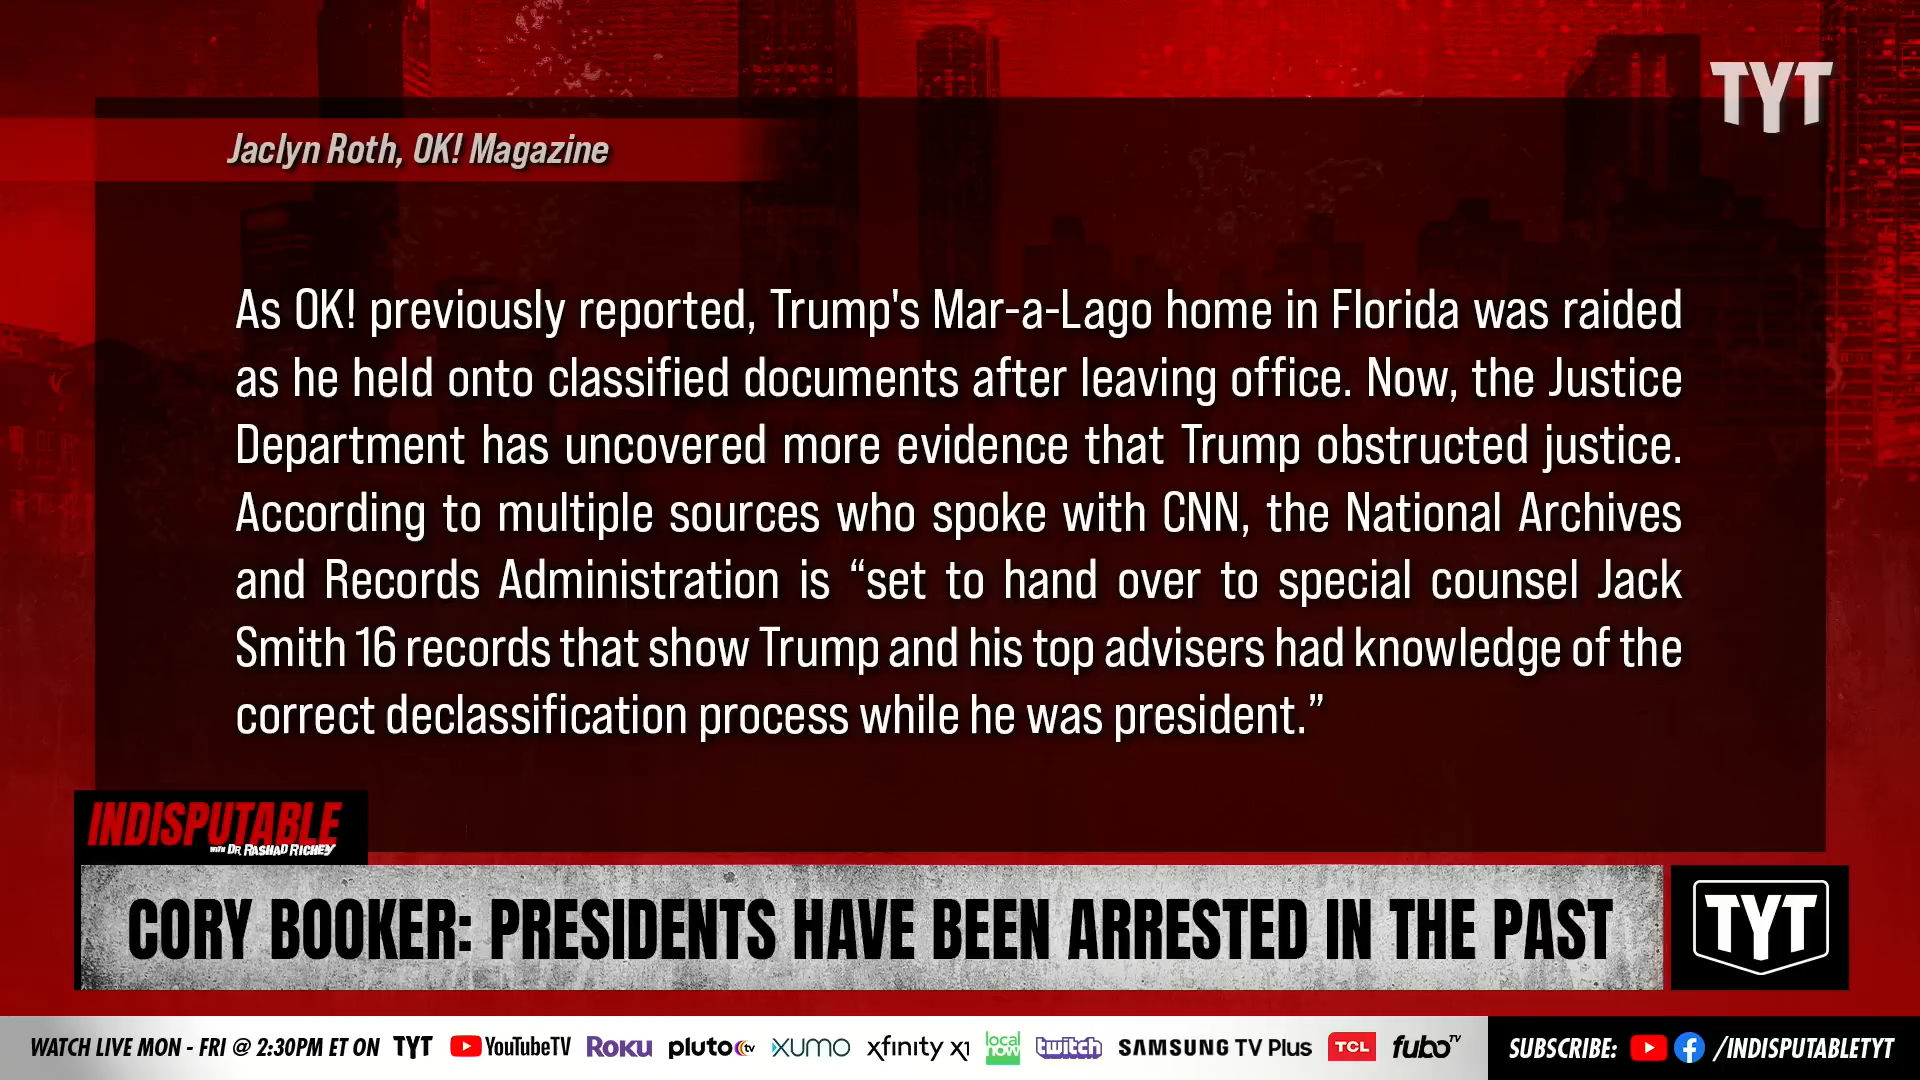 TYT
Jaclyn Roth, OK! Magazine
As OK! previously reported, Trump's Mar-a-Lago home in Florida was raided
as he held onto classified documents after leaving office. Now, the Justice
Department has uncovered more evidence that Trump obstructed justice.
According to multiple sources who spoke with CNN, the National Archives
and Records Administration is “set to hand over to special counsel Jack
Smith 16 records that show Trump and his top advisers had knowledge of the
correct declassification process while he was president.”
INDISPUTABLE
WITH DR RASHAD RICHEY
CORY BOOKER: PRESIDENTS HAVE BEEN ARRESTED IN THE PAST
TYT
WATCH LIVE MON - FRI @ 2:30PM ET ON TYT YouTubeTV ROKU pluto tv XUMO xfinity x1 local now twitch SAMSUNG TV Plus TCL fubo TV SUBSCRIBE: /INDISPUTABLETYT